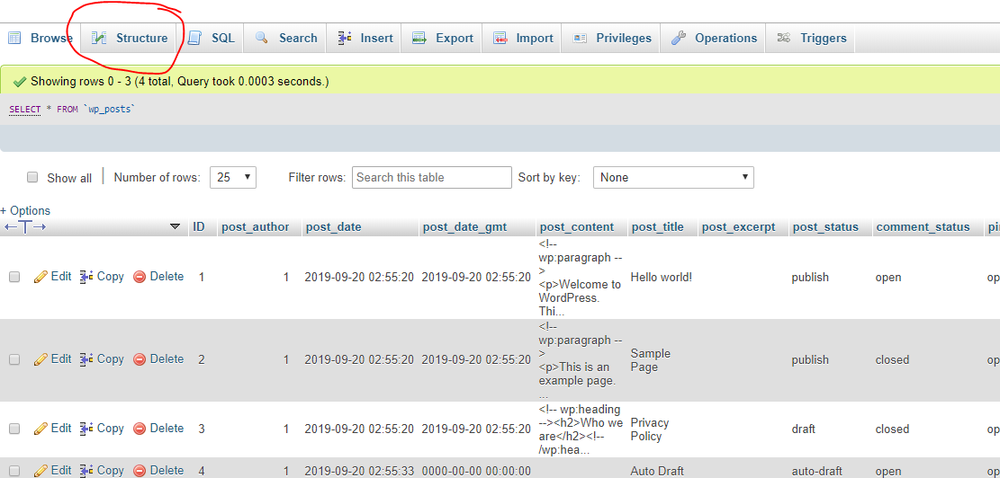 Browse Structure SQL Search Insert Export Import Privileges Operations Triggers
Showing rows 0 - 3 (4 total, Query took 0.0003 seconds.)
SELECT * FROM `wp_posts`
Show all Number of rows: 25 Filter rows: Search this table Sort by key: None
+ Options
ID post_author post_date post_date_gmt post_content post_title post_excerpt post_status comment_status
Edit Copy Delete 1 1 2019-09-20 02:55:20 2019-09-20 02:55:20
<!--
wp:paragraph --
>
<p>Welcome to
WordPress.
Thi...
Hello world! publish open op
Edit Copy Delete 2 1 2019-09-20 02:55:20 2019-09-20 02:55:20
<!--
wp:paragraph --
>
<p>This is an
example page.
...
Sample
Page
publish closed op
Edit Copy Delete 3 1 2019-09-20 02:55:20 2019-09-20 02:55:20
<!-- wp:heading
--><h2>Who we
are</h2><!--
/wp:hea...
Privacy
Policy
draft closed op
Edit Copy Delete 4 1 2019-09-20 02:55:33 0000-00-00 00:00:00 Auto Draft auto-draft open op